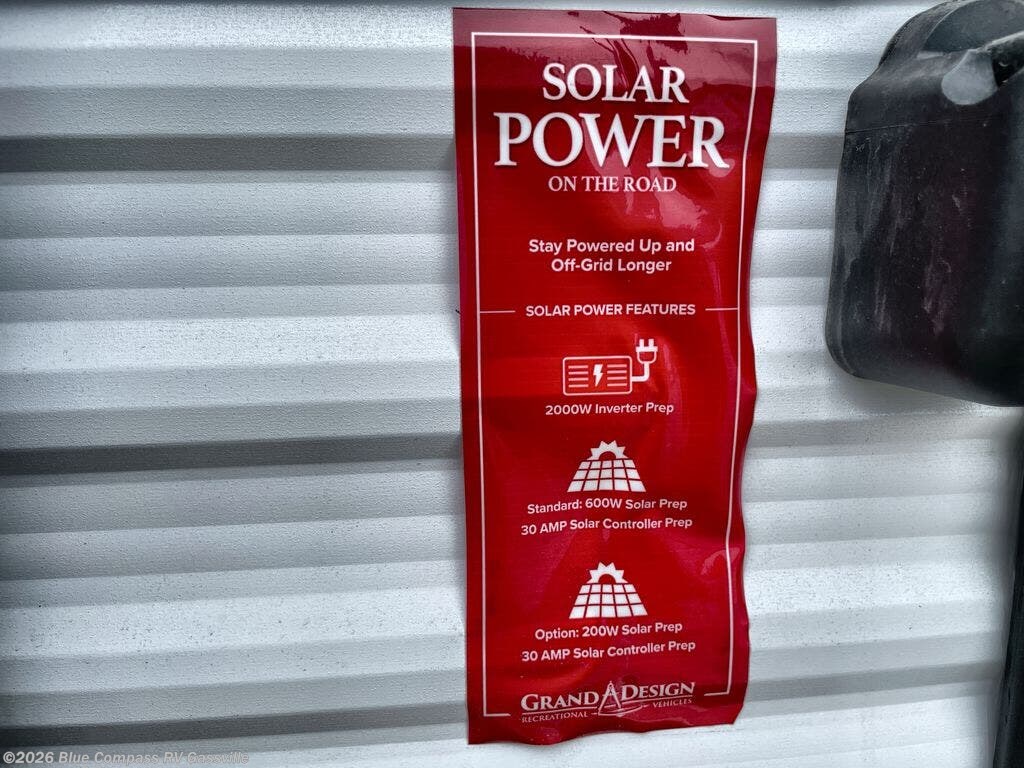 SOLAR
POWER
ON THE ROAD
Stay Powered Up and
Off-Grid Longer
SOLAR POWER FEATURES
2000W Inverter Prep
Standard: 600W Solar Prep
30 AMP Solar Controller Prep
Option: 200W Solar Prep
30 AMP Solar Controller Prep
GRAND DESIGN
RECREATIONAL VEHICLES
©2026 Blue Compass RV Gassville